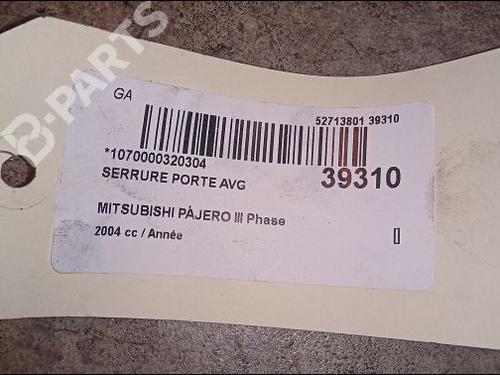 B-PARTS
GA
52713801 39310
*1070000320304
SERRURE PORTE AVG
39310
MITSUBISHI PÁJERO III Phase
2004 cc / Année
[]